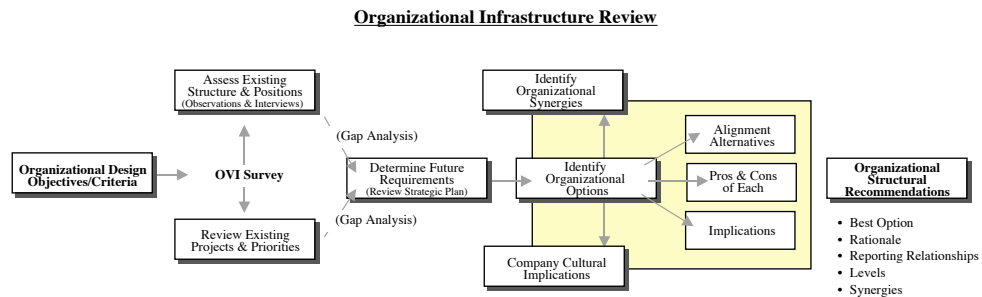 Organizational Infrastructure Review
Assess Existing
Structure & Positions
(Observations & Interviews)
Identify
Organizational
Synergies
(Gap Analysis)
Alignment
Alternatives
Organizational Design
Objectives/Criteria
OVI Survey
Determine Future
Requirements
(Review Strategic Plan)
Identify
Organizational
Options
Pros & Cons
of Each
Organizational
Structural
Recommendations
(Gap Analysis)
Review Existing
Projects & Priorities
Implications
Company Cultural
Implications
• Best Option
• Rationale
• Reporting Relationships
• Levels
• Synergies